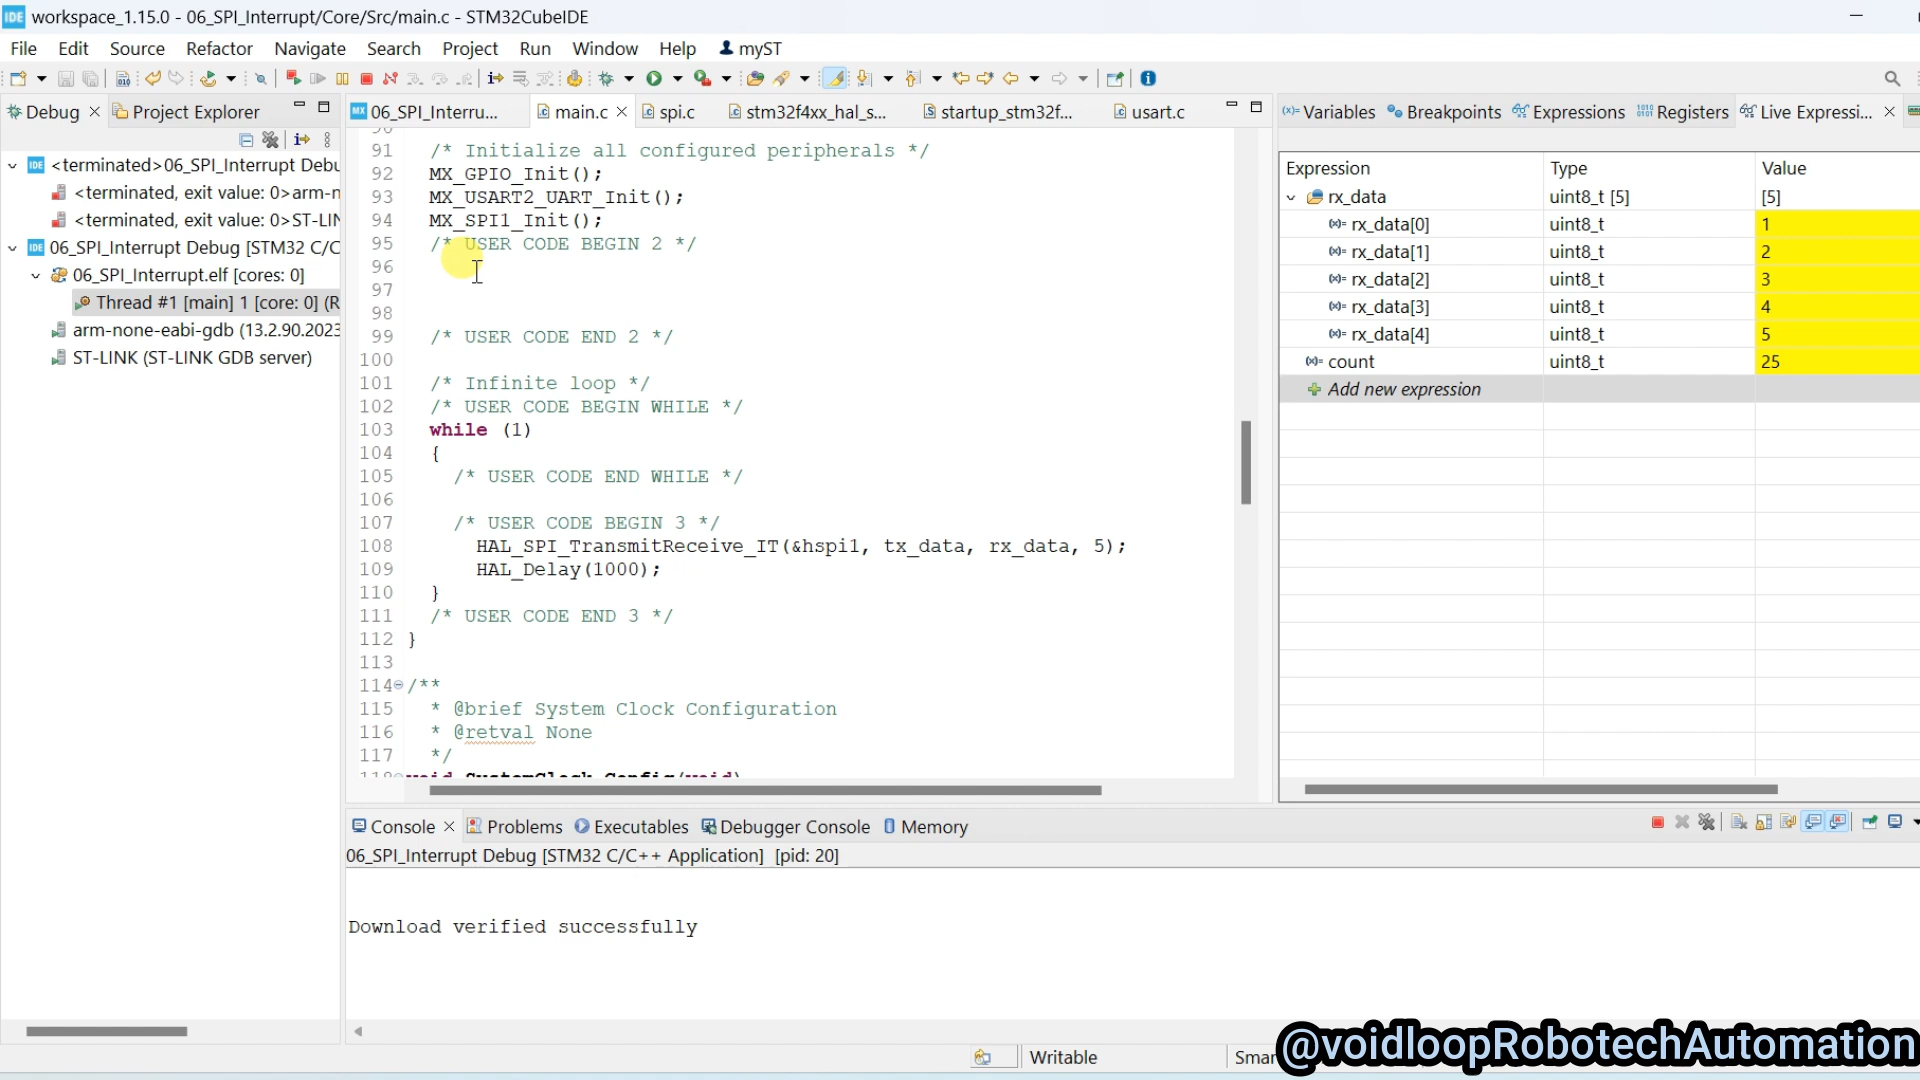 workspace_1.15.0 - 06_SPI_Interrupt/Core/Src/main.c - STM32CubeIDE
File Edit Source Refactor Navigate Search Project Run Window Help myST
Debug Project Explorer
<terminated>06_SPI_Interrupt Debu
<terminated, exit value: 0>arm-n
<terminated, exit value: 0>ST-LIN
06_SPI_Interrupt Debug [STM32 C/C
06_SPI_Interrupt.elf [cores: 0]
Thread #1 [main] 1 [core: 0] (R
arm-none-eabi-gdb (13.2.90.2023
ST-LINK (ST-LINK GDB server)
06_SPI_Interru... main.c spi.c stm32f4xx_hal_s... startup_stm32f... usart.c
91 /* Initialize all configured peripherals */
92 MX_GPIO_Init();
93 MX_USART2_UART_Init();
94 MX_SPI1_Init();
95 /* USER CODE BEGIN 2 */
96
97
98
99 /* USER CODE END 2 */
100
101 /* Infinite loop */
102 /* USER CODE BEGIN WHILE */
103 while (1)
104 {
105 /* USER CODE END WHILE */
106
107 /* USER CODE BEGIN 3 */
108 HAL_SPI_TransmitReceive_IT(&hspi1, tx_data, rx_data, 5);
109 HAL_Delay(1000);
110 }
111 /* USER CODE END 3 */
112 }
113
114 /**
115 * @brief System Clock Configuration
116 * @retval None
117 */
118 void SystemClock_Config(void)
Variables Breakpoints Expressions Registers Live Expressi...
Expression Type Value
rx_data uint8_t [5] [5]
rx_data[0] uint8_t 1
rx_data[1] uint8_t 2
rx_data[2] uint8_t 3
rx_data[3] uint8_t 4
rx_data[4] uint8_t 5
count uint8_t 25
Add new expression
Console Problems Executables Debugger Console Memory
06_SPI_Interrupt Debug [STM32 C/C++ Application] [pid: 20]
Download verified successfully
Writable
Smar
@voidloopRobotechAutomation